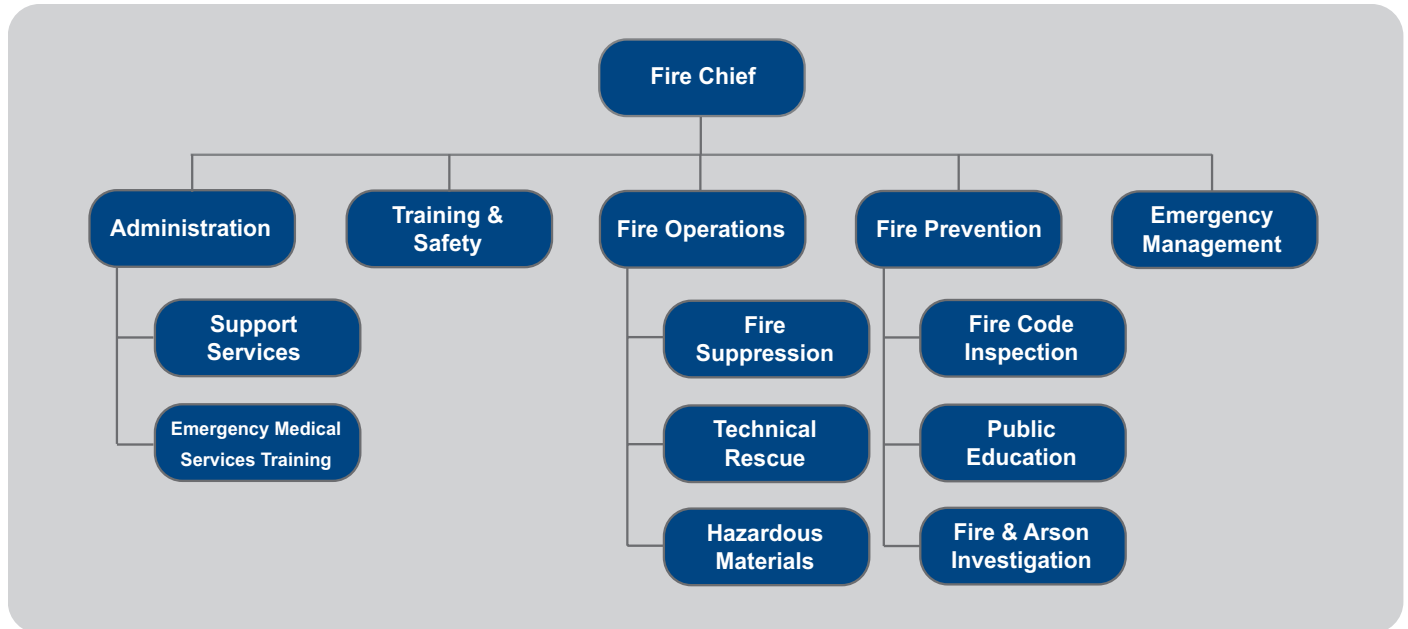 Fire Chief
Administration
Training &
Safety
Fire Operations
Fire Prevention
Emergency
Management
Support
Services
Emergency Medical
Services Training
Fire
Suppression
Technical
Rescue
Hazardous
Materials
Fire Code
Inspection
Public
Education
Fire & Arson
Investigation